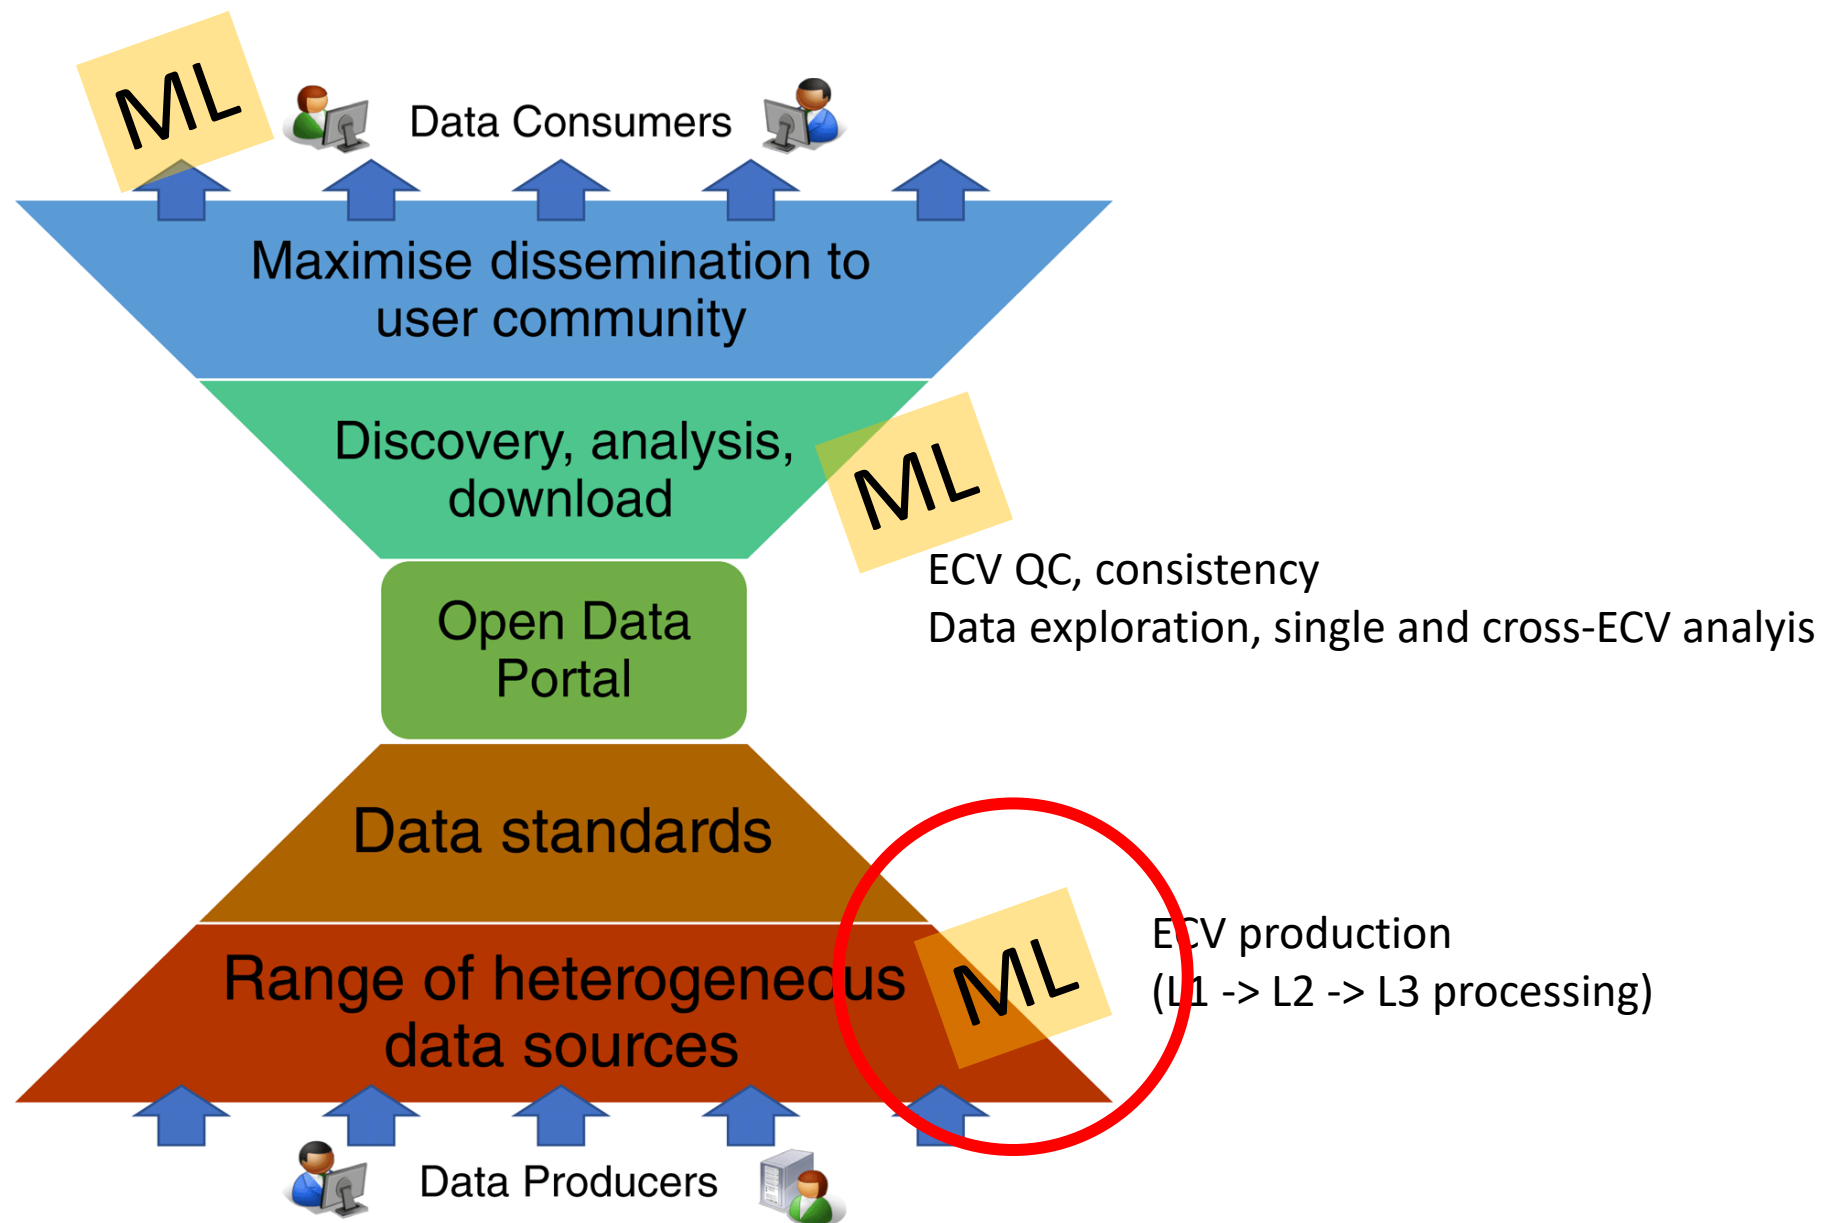 ML
Data Consumers
Maximise dissemination to
user community
Discovery, analysis,
download
ML
ECV QC, consistency
Data exploration, single and cross-ECV analyis
Open Data
Portal
Data standards
Range of heterogeneous
data sources
ML
ECV production
(L1 -> L2 -> L3 processing)
Data Producers